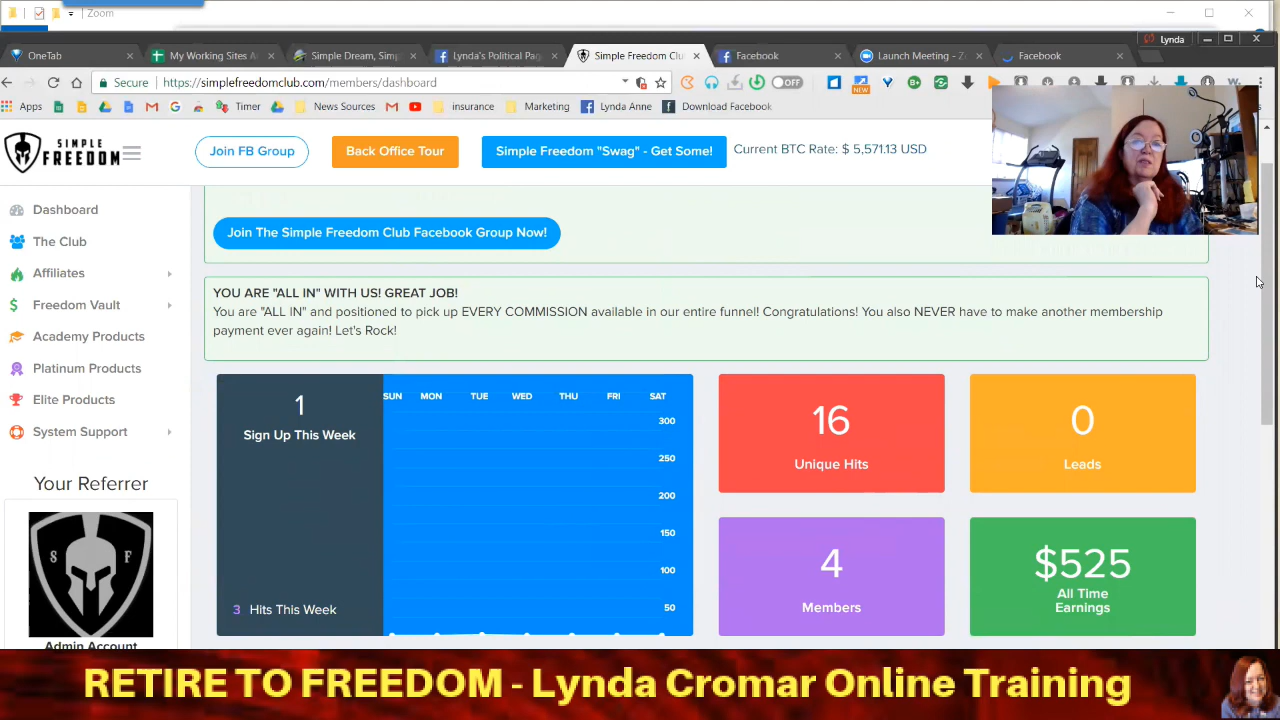 Zoom
Lynda
OneTab
My Working Sites A
Simple Dream, Simp
Lynda's Political Pag
Simple Freedom Clu
Facebook
Launch Meeting - Zo
Facebook
Secure
https://simplefreedomclub.com/members/dashboard
OFF
NEW
Apps
Timer
News Sources
insurance
Marketing
Lynda Anne
Download Facebook
SIMPLE
FREEDOM
Join FB Group
Back Office Tour
Simple Freedom "Swag" - Get Some!
Current BTC Rate: $ 5,571.13 USD
Dashboard
The Club
Affiliates
Freedom Vault
Academy Products
Platinum Products
Elite Products
System Support
Your Referrer
S F
Admin Account
Join The Simple Freedom Club Facebook Group Now!
YOU ARE "ALL IN" WITH US! GREAT JOB!
You are "ALL IN" and positioned to pick up EVERY COMMISSION available in our entire funnel! Congratulations! You also NEVER have to make another membership
payment ever again! Let's Rock!
1
Sign Up This Week
3 Hits This Week
SUN MON TUE WED THU FRI SAT
300
250
200
150
100
50
16
Unique Hits
0
Leads
4
Members
$525
All Time
Earnings
RETIRE TO FREEDOM - Lynda Cromar Online Training